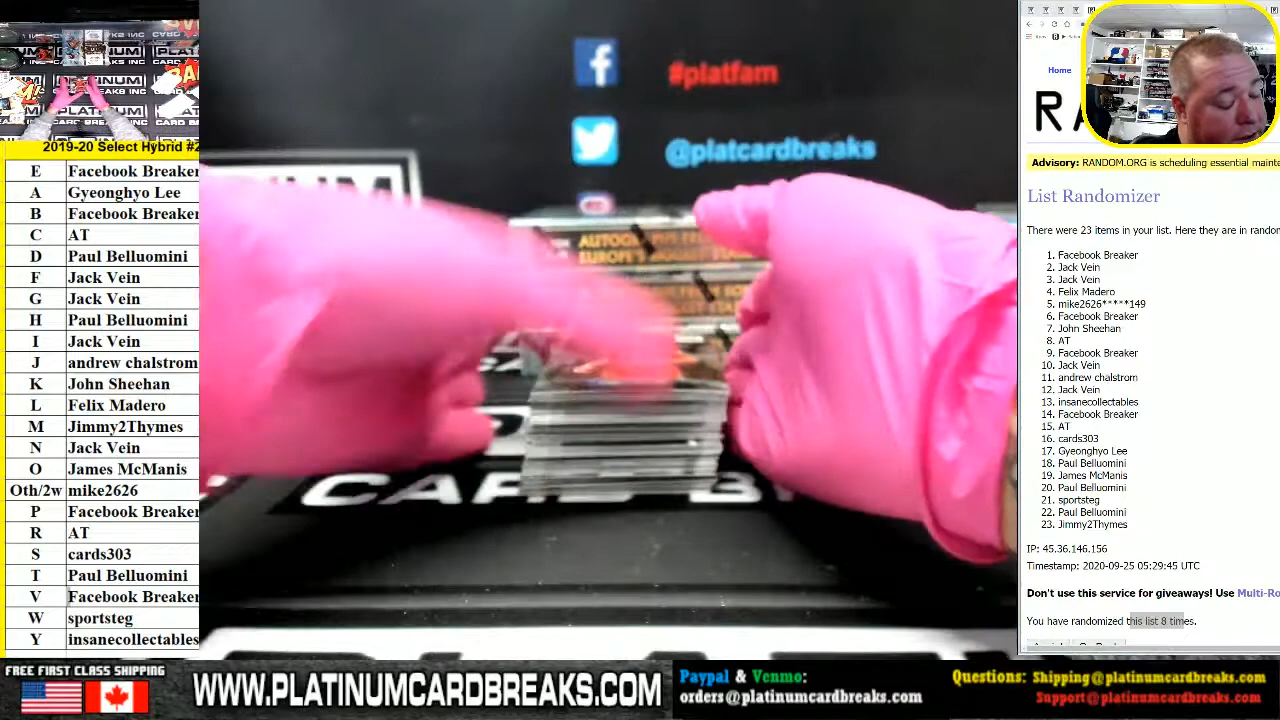 2019-20 Select Hybrid #2
E Facebook Breaker
A Gyeonghyo Lee
B Facebook Breaker
C AT
D Paul Belluomini
F Jack Vein
G Jack Vein
H Paul Belluomini
I Jack Vein
J andrew chalstrom
K John Sheehan
L Felix Madero
M Jimmy2Thymes
N Jack Vein
O James McManis
Oth/2w mike2626
P Facebook Breaker
R AT
S cards303
T Paul Belluomini
V Facebook Breaker
W sportsteg
Y insanecollectables
#platfam
@platcardbreaks
CARD B
Home
Advisory: RANDOM.ORG is scheduling essential mainte
List Randomizer
There were 23 items in your list. Here they are in random
1. Facebook Breaker
2. Jack Vein
3. Jack Vein
4. Felix Madero
5. mike2626*****149
6. Facebook Breaker
7. John Sheehan
8. AT
9. Facebook Breaker
10. Jack Vein
11. andrew chalstrom
12. Jack Vein
13. insanecollectables
14. Facebook Breaker
15. AT
16. cards303
17. Gyeonghyo Lee
18. Paul Belluomini
19. James McManis
20. Paul Belluomini
21. sportsteg
22. Paul Belluomini
23. Jimmy2Thymes
IP: 45.36.146.156
Timestamp: 2020-09-25 05:29:45 UTC
Don't use this service for giveaways! Use Multi-Ro
You have randomized this list 8 times.
FREE FIRST CLASS SHIPPING
WWW.PLATINUMCARDBREAKS.COM
Paypal & Venmo:
orders@platinumcardbreaks.com
Questions: Shipping@platinumcardbreaks.com
Support@platinumcardbreaks.com